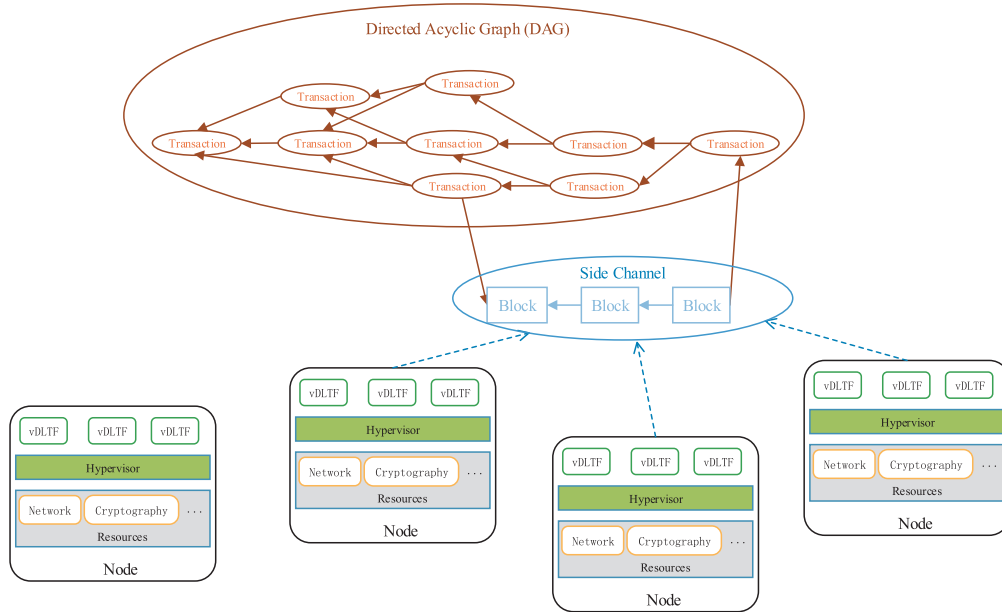 Directed Acyclic Graph (DAG)
Transaction
Transaction
Transaction
Transaction
Transaction
Transaction
Transaction
Transaction
Transaction
Side Channel
Block
Block
Block
vDLTF
vDLTF
vDLTF
Hypervisor
Network
Cryptography
...
Resources
Node
vDLTF
vDLTF
vDLTF
Hypervisor
Network
Cryptography
...
Resources
Node
vDLTF
vDLTF
vDLTF
Hypervisor
Network
Cryptography
...
Resources
Node
vDLTF
vDLTF
vDLTF
Hypervisor
Network
Cryptography
...
Resources
Node